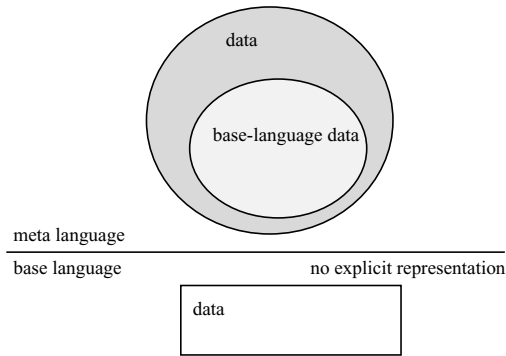 data
base-language data
meta language
base language
no explicit representation
data